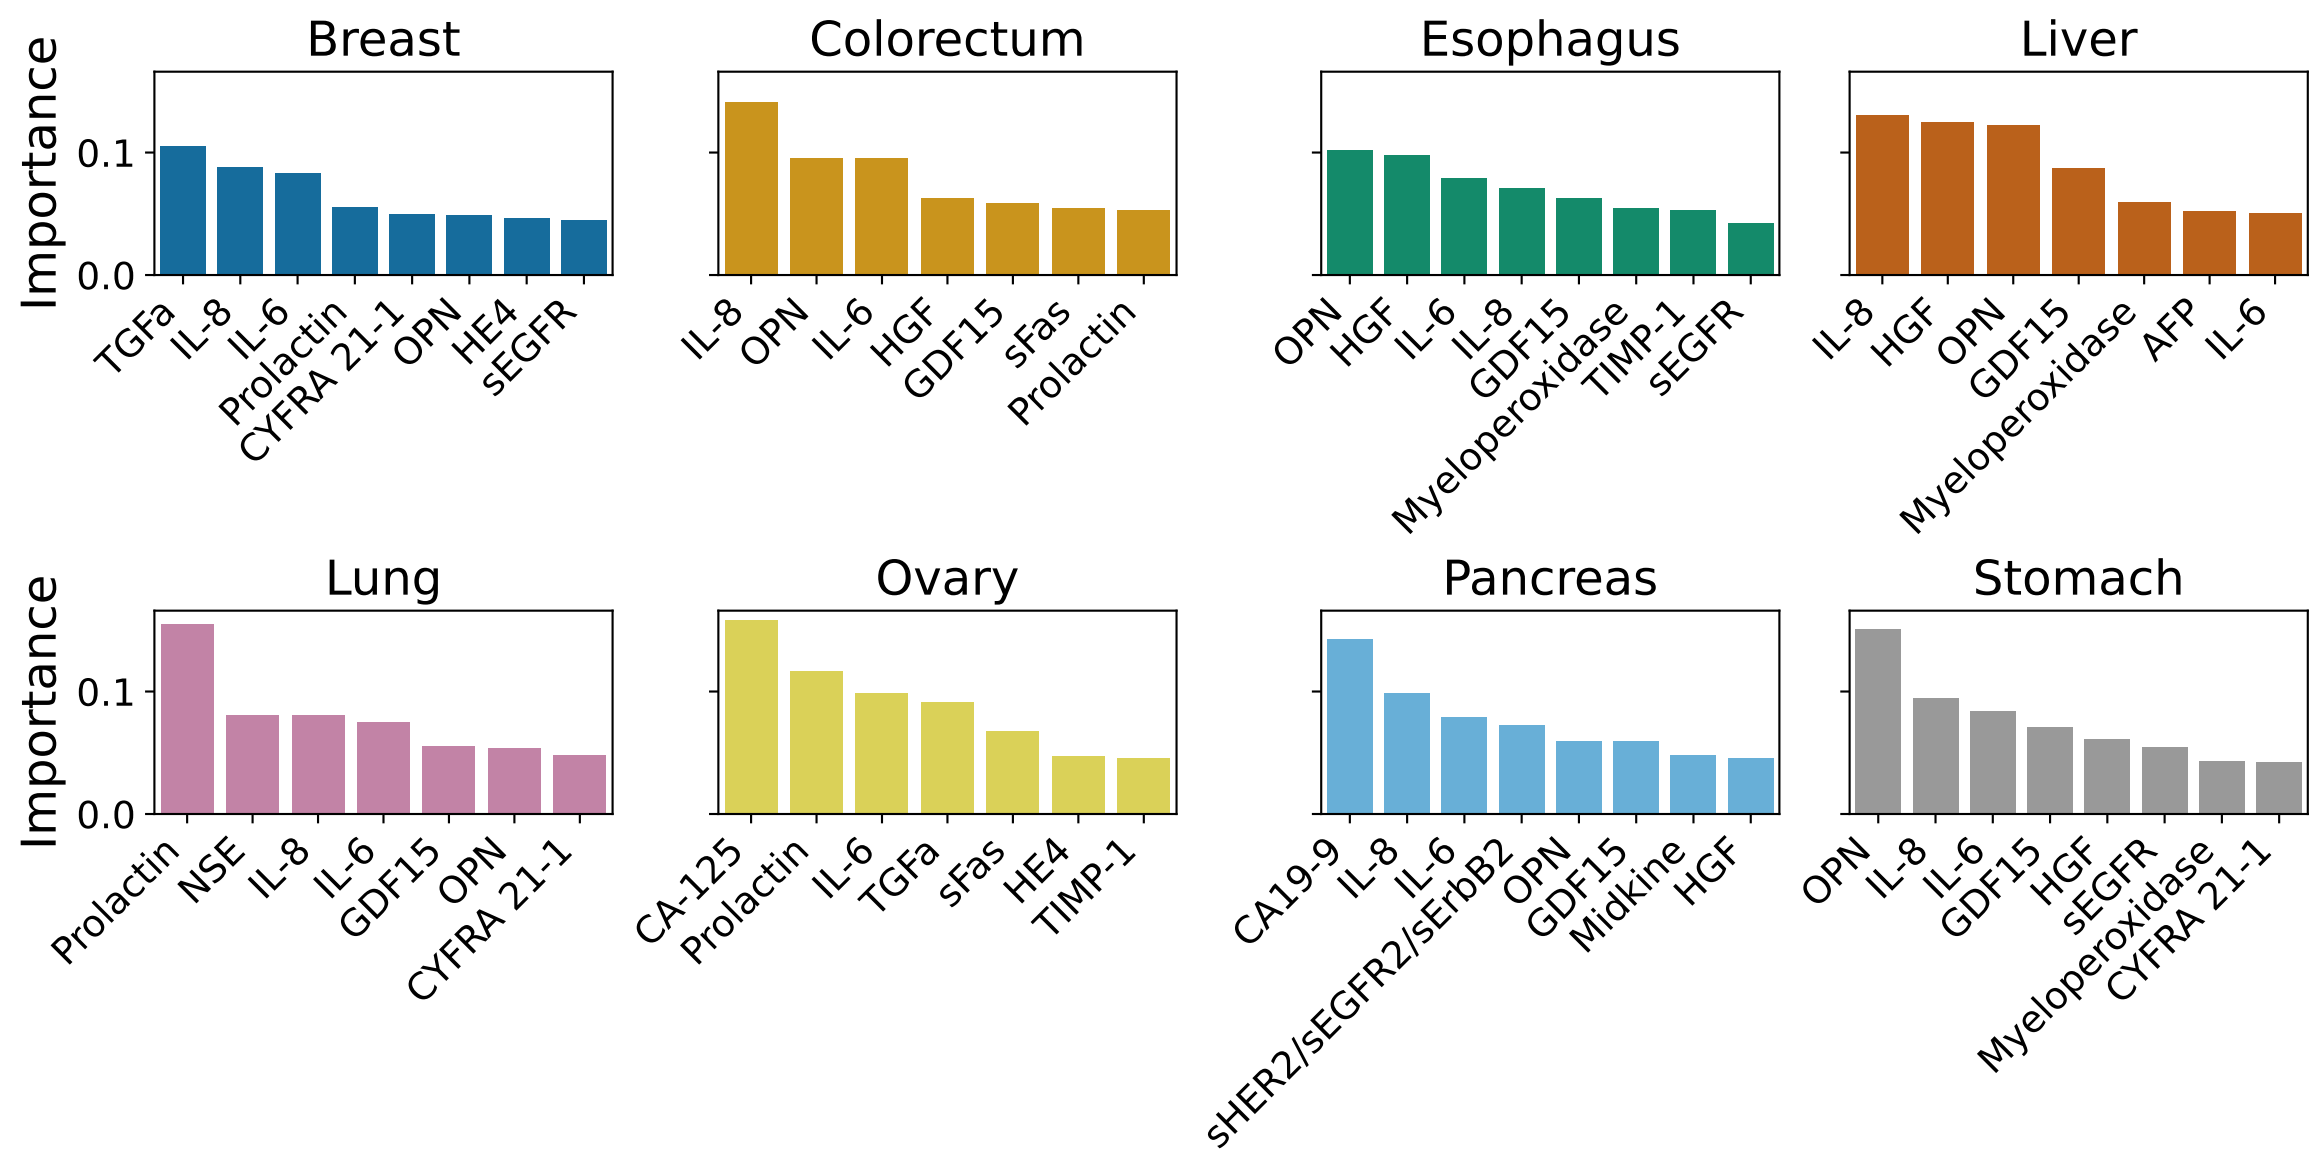 Breast
Colorectum
Esophagus
Liver
Importance
0.1
0.0
TGFa
IL-8
IL-6
Prolactin
CYFRA 21-1
OPN
HE4
sEGFR
IL-8
OPN
IL-6
HGF
GDF15
sFas
Prolactin
OPN
HGF
IL-6
IL-8
GDF15
Myeloperoxidase
TIMP-1
sEGFR
IL-8
HGF
OPN
GDF15
Myeloperoxidase
AFP
IL-6
Lung
Ovary
Pancreas
Stomach
Importance
0.1
0.0
Prolactin
NSE
IL-8
IL-6
GDF15
OPN
CYFRA 21-1
CA-125
Prolactin
IL-6
TGFa
sFas
HE4
TIMP-1
CA19-9
IL-8
IL-6
sHER2/sEGFR2/sErbB2
OPN
GDF15
Midkine
HGF
OPN
IL-8
IL-6
GDF15
HGF
sEGFR
Myeloperoxidase
CYFRA 21-1